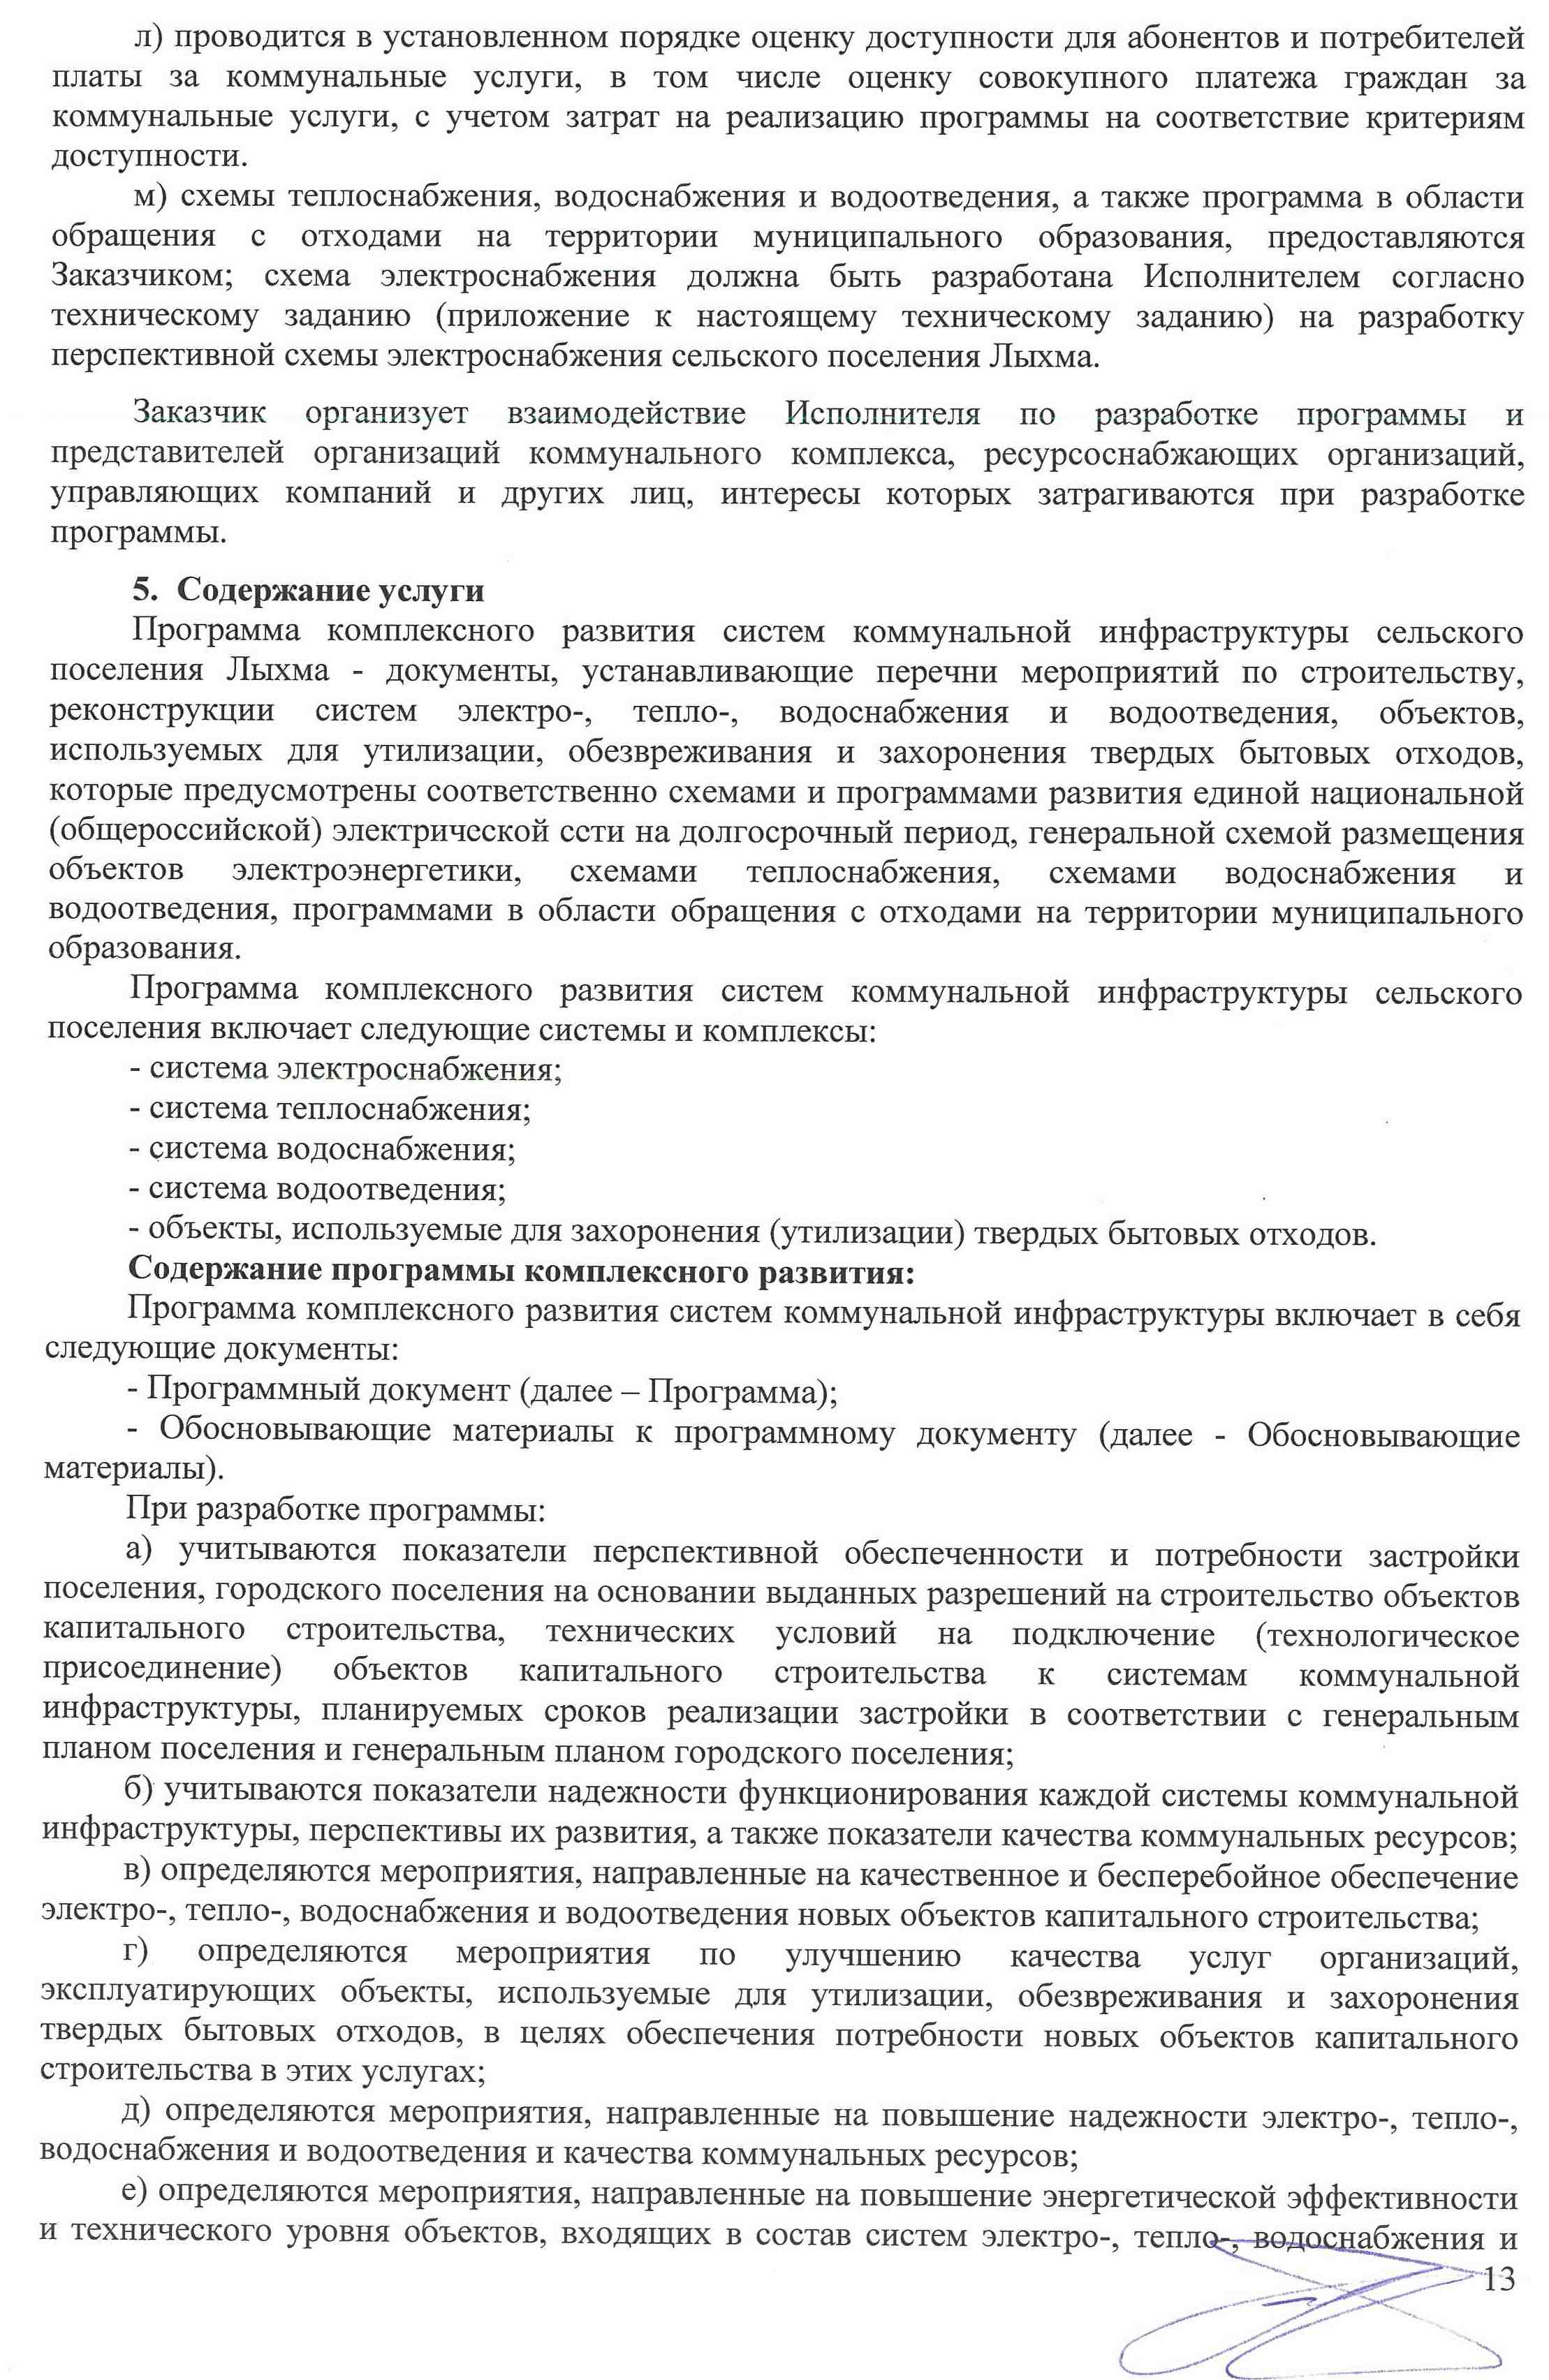 л) проводится в установленном порядке оценку доступности для абонентов и потребителей
платы за коммунальные услуги, в том числе оценку совокупного платежа граждан за
коммунальные услуги, с учетом затрат на реализацию программы на соответствие критериям
доступности.
м) схемы теплоснабжения, водоснабжения и водоотведения, а также программа в области
обращения с отходами на территории муниципального образования, предоставляются
Заказчиком; схема электроснабжения должна быть разработана Исполнителем согласно
техническому заданию (приложение к настоящему техническому заданию) на разработку
перспективной схемы электроснабжения сельского поселения Лыхма.
Заказчик организует взаимодействие Исполнителя по разработке программы и
представителей организаций коммунального комплекса, ресурсоснабжающих организаций,
управляющих компаний и других лиц, интересы которых затрагиваются при разработке
программы.
5. Содержание услуги
Программа комплексного развития систем коммунальной инфраструктуры сельского
поселения Лыхма - документы, устанавливающие перечни мероприятий по строительству,
реконструкции систем электро-, тепло-, водоснабжения и водоотведения, объектов,
используемых для утилизации, обезвреживания и захоронения твердых бытовых отходов,
которые предусмотрены соответственно схемами и программами развития единой национальной
(общероссийской) электрической сети на долгосрочный период, генеральной схемой размещения
объектов электроэнергетики, схемами теплоснабжения, схемами водоснабжения и
водоотведения, программами в области обращения с отходами на территории муниципального
образования.
Программа комплексного развития систем коммунальной инфраструктуры сельского
поселения включает следующие системы и комплексы:
- система электроснабжения;
- система теплоснабжения;
- система водоснабжения;
- система водоотведения;
- объекты, используемые для захоронения (утилизации) твердых бытовых отходов.
Содержание программы комплексного развития:
Программа комплексного развития систем коммунальной инфраструктуры включает в себя
следующие документы:
- Программный документ (далее – Программа);
- Обосновывающие материалы к программному документу (далее - Обосновывающие
материалы).
При разработке программы:
а) учитываются показатели перспективной обеспеченности и потребности застройки
поселения, городского поселения на основании выданных разрешений на строительство объектов
капитального строительства, технических условий на подключение (технологическое
присоединение) объектов капитального строительства к системам коммунальной
инфраструктуры, планируемых сроков реализации застройки в соответствии с генеральным
планом поселения и генеральным планом городского поселения;
б) учитываются показатели надежности функционирования каждой системы коммунальной
инфраструктуры, перспективы их развития, а также показатели качества коммунальных ресурсов;
в) определяются мероприятия, направленные на качественное и бесперебойное обеспечение
электро-, тепло-, водоснабжения и водоотведения новых объектов капитального строительства;
г) определяются мероприятия по улучшению качества услуг организаций,
эксплуатирующих объекты, используемые для утилизации, обезвреживания и захоронения
твердых бытовых отходов, в целях обеспечения потребности новых объектов капитального
строительства в этих услугах;
д) определяются мероприятия, направленные на повышение надежности электро-, тепло-,
водоснабжения и водоотведения и качества коммунальных ресурсов;
е) определяются мероприятия, направленные на повышение энергетической эффективности
и технического уровня объектов, входящих в состав систем электро-, тепло-, водоснабжения и
13